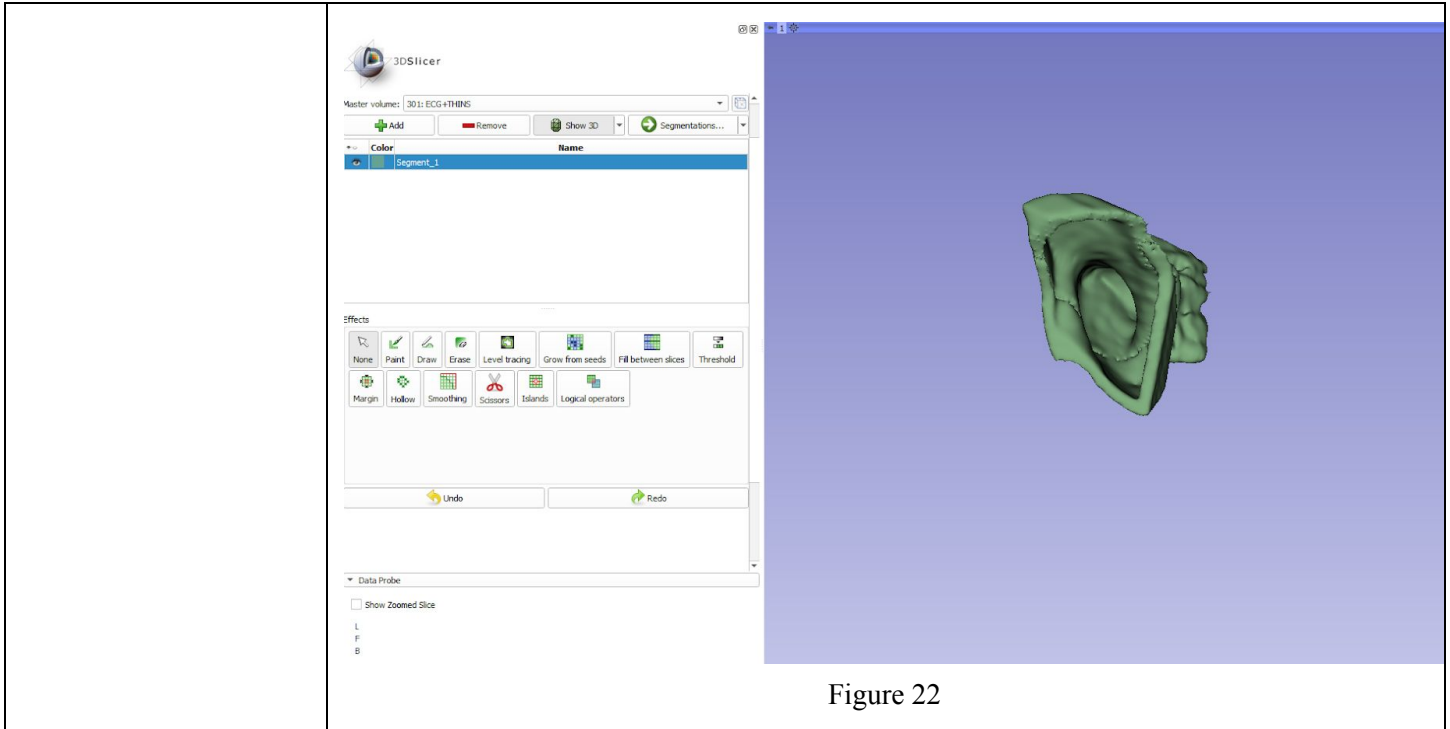 1
3DSlicer
Master volume: 301: ECG+THINS
Add Remove Show 3D Segmentations...
Color Name
Segment_1
Effects
None Paint Draw Erase Level tracing Grow from seeds Fill between slices Threshold
Margin Hollow Smoothing Scissors Islands Logical operators
Undo Redo
Data Probe
Show Zoomed Slice
L
F
B
Figure 22